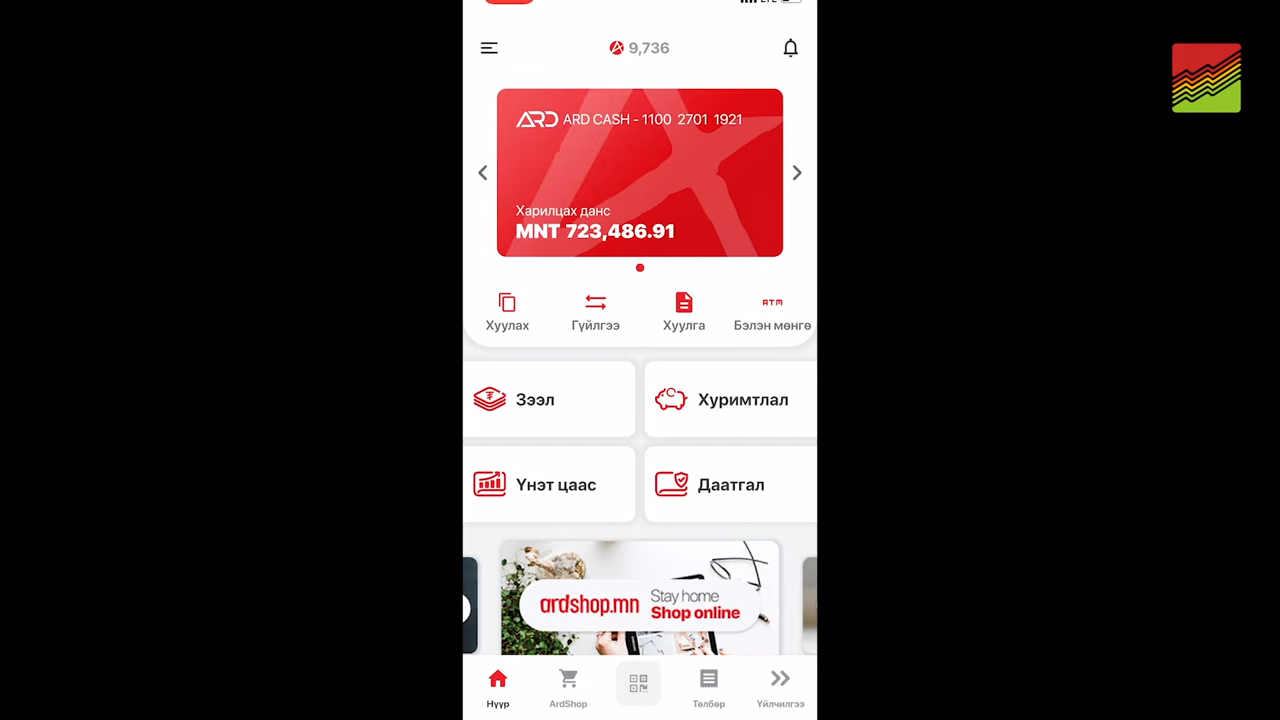 9,736
ARD ARD CASH - 1100 2701 1921
Харилцах данс
MNT 723,486.91
Хуулах
Гүйлгээ
Хуулга
ATM
Бэлэн мөнгө
Зээл
Хуримтлал
Үнэт цаас
Даатгал
ardshop.mn
Stay home
Shop online
Нүүр
ArdShop
Төлбөр
Үйлчилгээ